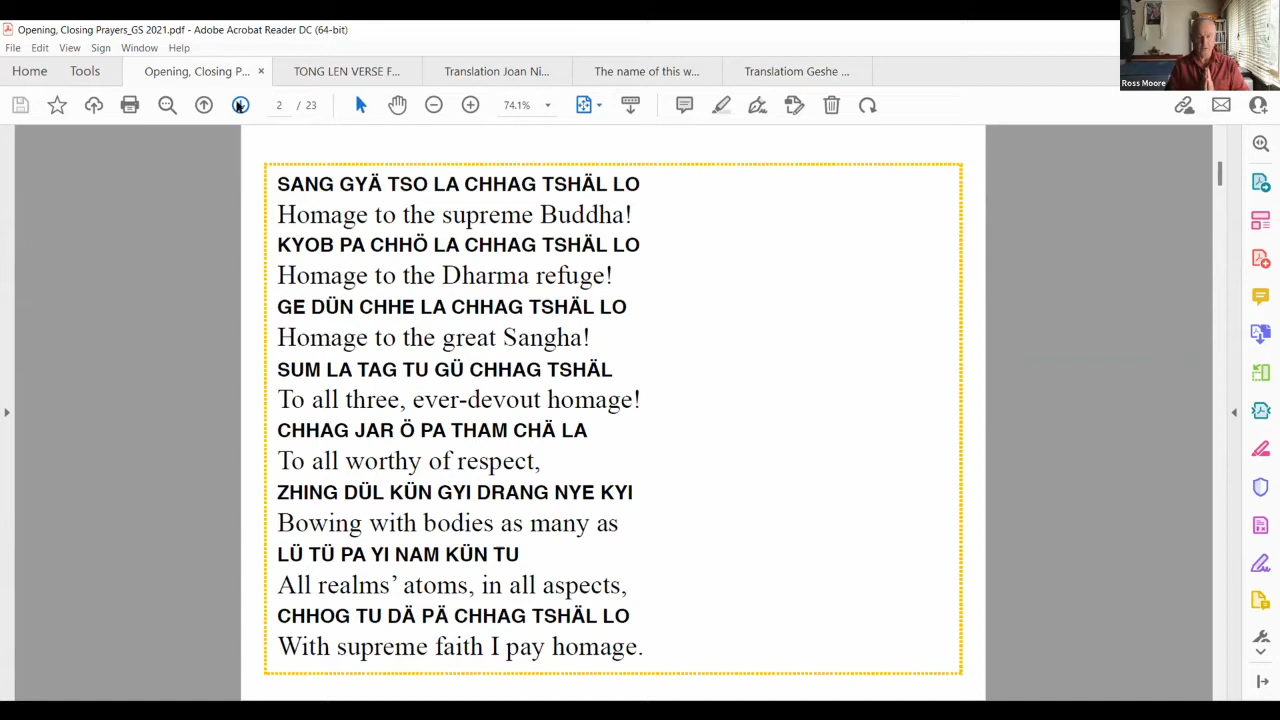 Opening, Closing Prayers_GS 2021.pdf - Adobe Acrobat Reader DC (64-bit)
File Edit View Sign Window Help
Home Tools Opening, Closing P... × TONG LEN VERSE F... Translation Joan Ni... The name of this w... Translatiom Geshe ...
2 / 23 74.1%
Ross Moore
SANG GYÄ TSO LA CHHAG TSHÄL LO
Homage to the supreme Buddha!
KYOB PA CHHÖ LA CHHAG TSHÄL LO
Homage to the Dharma refuge!
GE DÜN CHHE LA CHHAG TSHÄL LO
Homage to the great Sangha!
SUM LA TAG TU GÜ CHHAG TSHÄL
To all three, ever-devout homage!
CHHAG JAR Ö PA THAM CHÄ LA
To all worthy of respect,
ZHING DÜL KÜN GYI DRANG NYE KYI
Bowing with bodies as many as
LÜ TÜ PA YI NAM KÜN TU
All realms’ atoms, in all aspects,
CHHOG TU DÄ PÄ CHHAG TSHÄL LO
With supreme faith I pay homage.